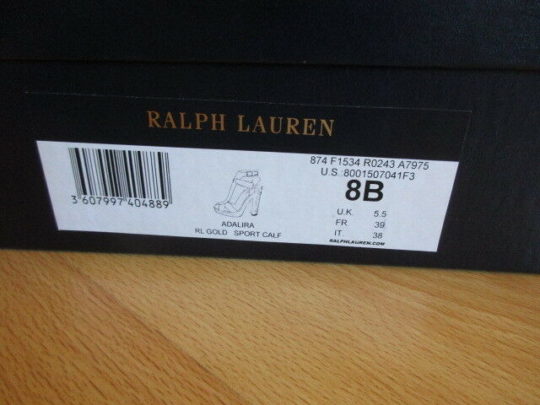 RALPH LAUREN
874 F1534 R0243 A7975
U.S. 8001507041F3
8B
U.K. 5.5
FR 39
IT 38
RALPHLAUREN.COM
3 607997 404889
ADALIRA
RL GOLD SPORT CALF